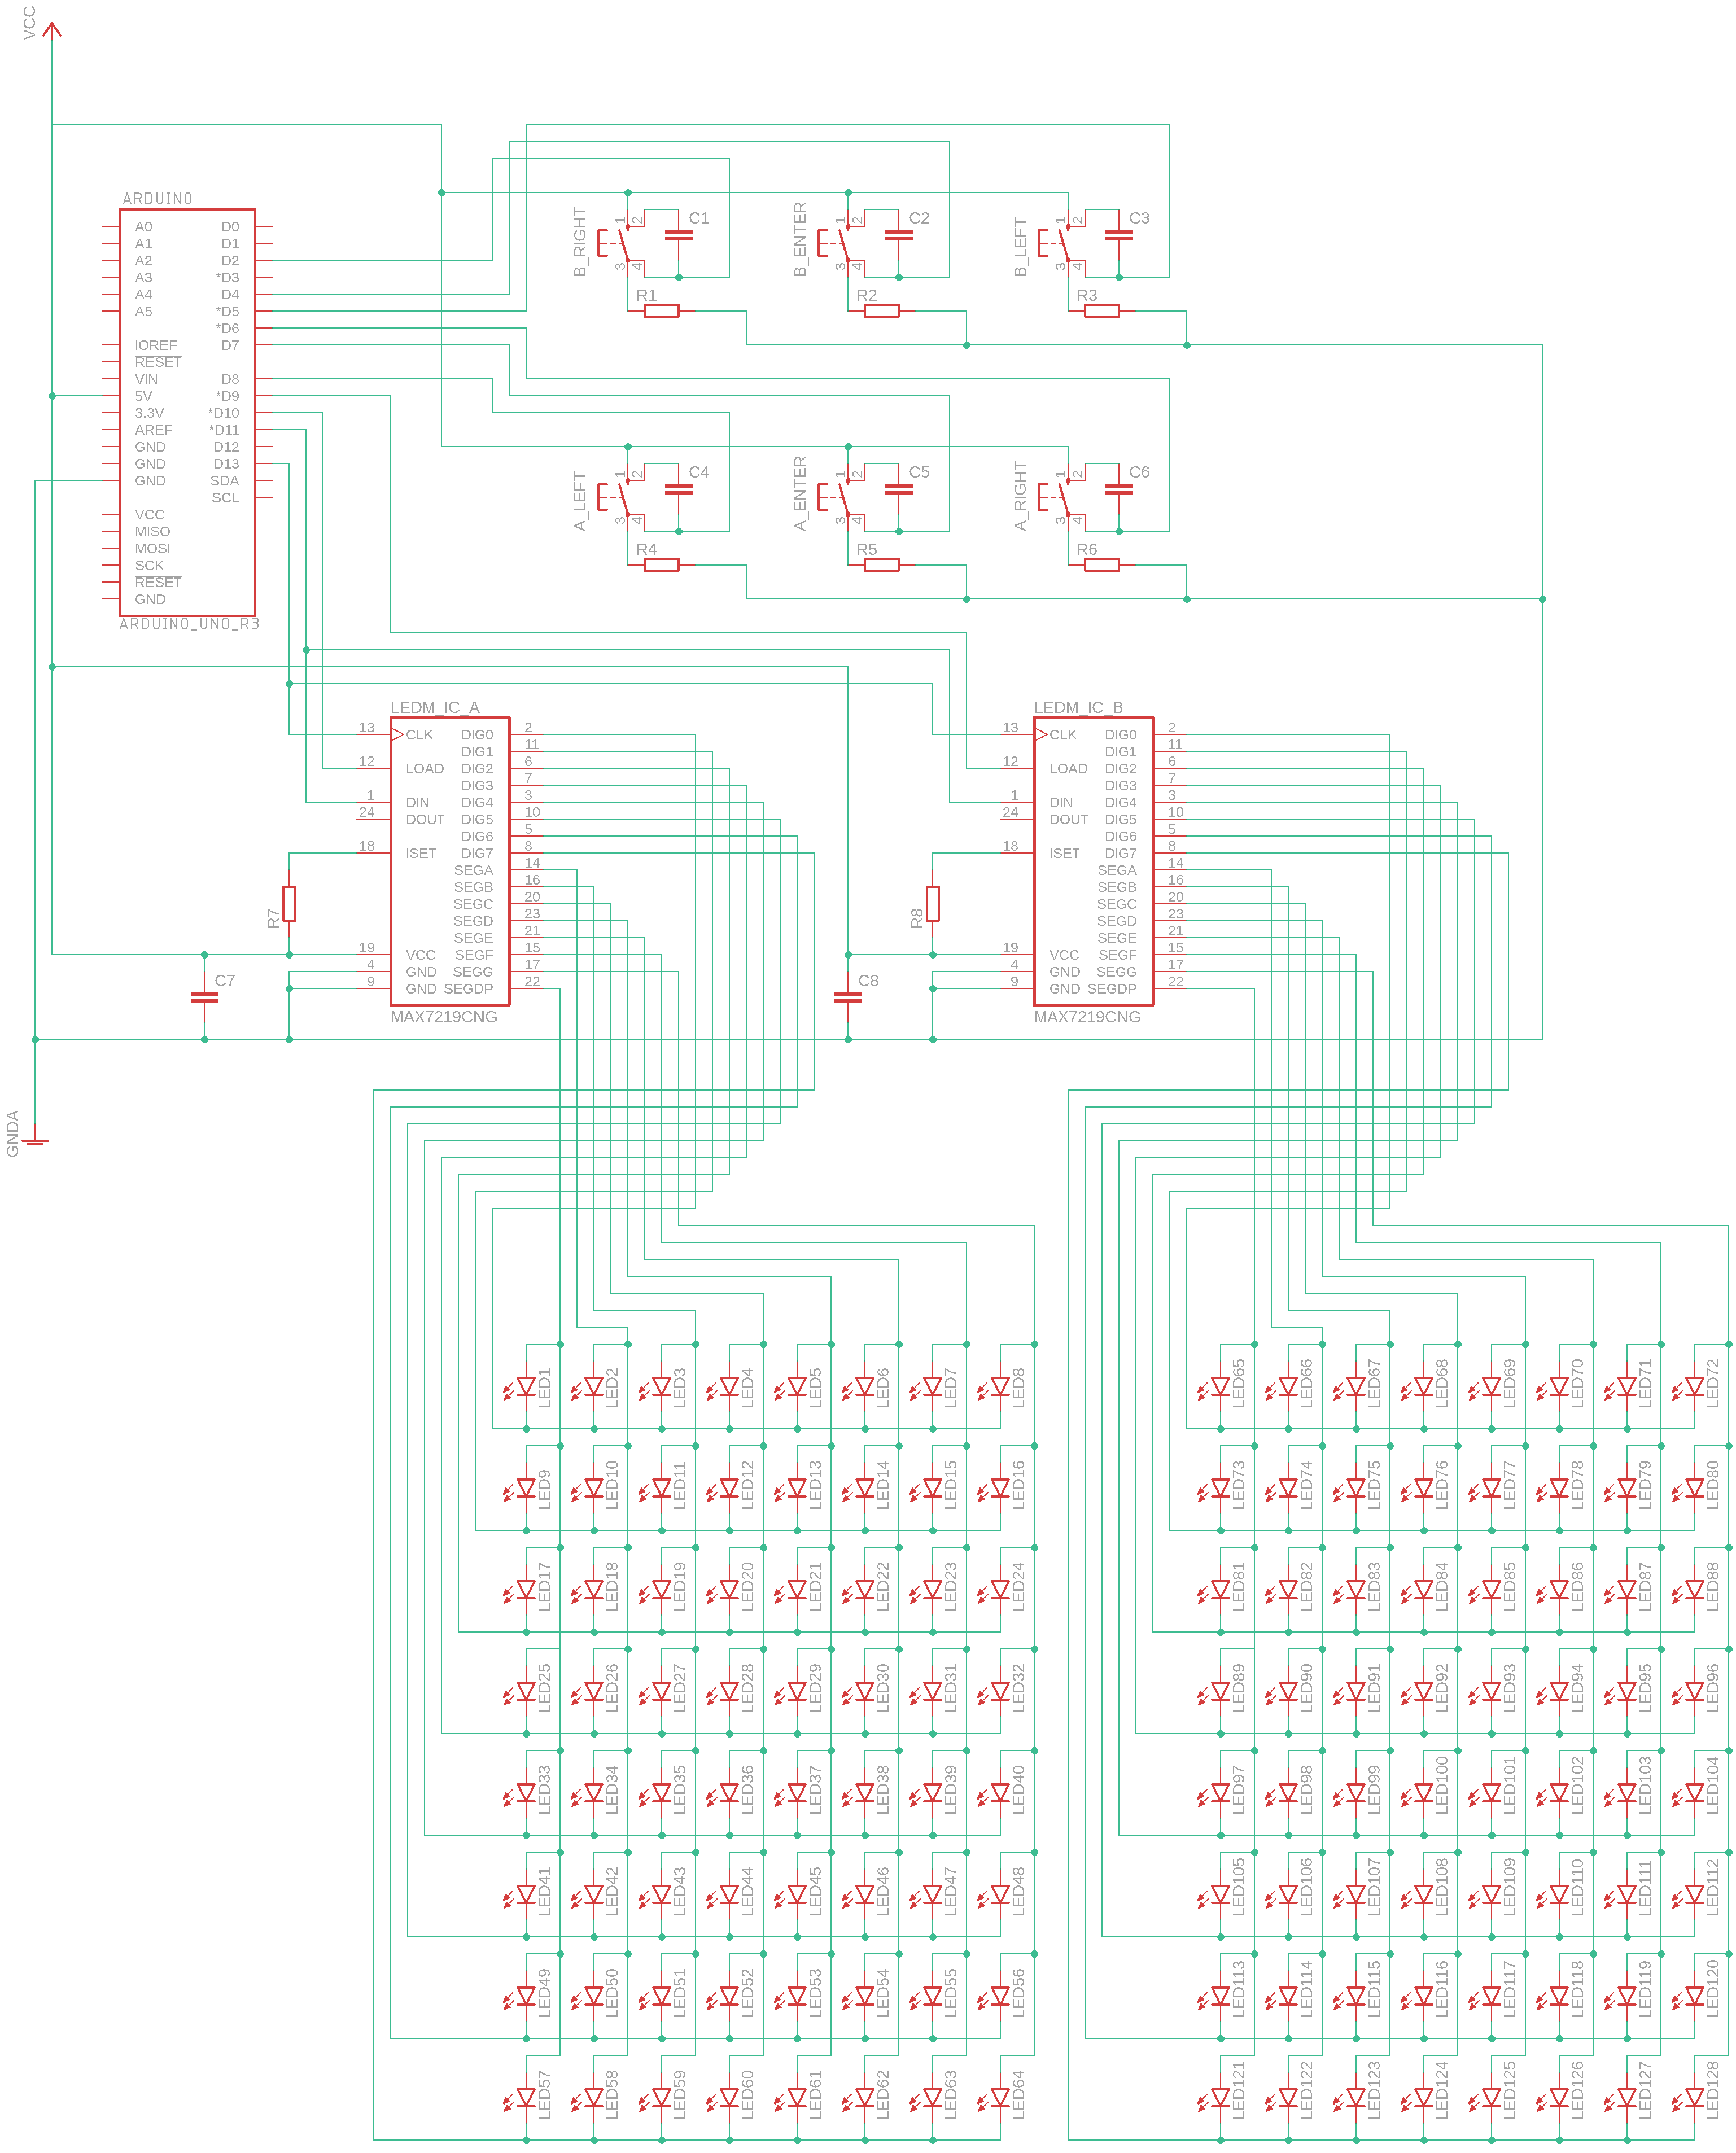 VCC
ARDUINO
A0 D0
A1 D1
A2 D2
A3 *D3
A4 D4
A5 *D5
*D6
IOREF D7
RESET
VIN D8
5V *D9
3.3V *D10
AREF *D11
GND D12
GND D13
GND SDA
SCL
VCC
MISO
MOSI
SCK
RESET
GND
ARDUINO_UNO_R3
B_RIGHT 1 2 3 4 C1
B_ENTER 1 2 3 4 C2
B_LEFT 1 2 3 4 C3
R1 R2 R3
A_LEFT 1 2 3 4 C4
A_ENTER 1 2 3 4 C5
A_RIGHT 1 2 3 4 C6
R4 R5 R6
LEDM_IC_A
13 CLK DIG0 2
DIG1 11
12 LOAD DIG2 6
DIG3 7
1 DIN DIG4 3
24 DOUT DIG5 10
DIG6 5
18 ISET DIG7 8
SEGA 14
SEGB 16
SEGC 20
R7 SEGD 23
SEGE 21
19 VCC SEGF 15
4 GND SEGG 17
9 GND SEGDP 22
C7
MAX7219CNG
LEDM_IC_B
13 CLK DIG0 2
DIG1 11
12 LOAD DIG2 6
DIG3 7
1 DIN DIG4 3
24 DOUT DIG5 10
DIG6 5
18 ISET DIG7 8
SEGA 14
SEGB 16
SEGC 20
R8 SEGD 23
SEGE 21
19 VCC SEGF 15
4 GND SEGG 17
9 GND SEGDP 22
C8
MAX7219CNG
GNDA
LED1 LED2 LED3 LED4 LED5 LED6 LED7 LED8 LED65 LED66 LED67 LED68 LED69 LED70 LED71 LED72
LED9 LED10 LED11 LED12 LED13 LED14 LED15 LED16 LED73 LED74 LED75 LED76 LED77 LED78 LED79 LED80
LED17 LED18 LED19 LED20 LED21 LED22 LED23 LED24 LED81 LED82 LED83 LED84 LED85 LED86 LED87 LED88
LED25 LED26 LED27 LED28 LED29 LED30 LED31 LED32 LED89 LED90 LED91 LED92 LED93 LED94 LED95 LED96
LED33 LED34 LED35 LED36 LED37 LED38 LED39 LED40 LED97 LED98 LED99 LED100 LED101 LED102 LED103 LED104
LED41 LED42 LED43 LED44 LED45 LED46 LED47 LED48 LED105 LED106 LED107 LED108 LED109 LED110 LED111 LED112
LED49 LED50 LED51 LED52 LED53 LED54 LED55 LED56 LED113 LED114 LED115 LED116 LED117 LED118 LED119 LED120
LED57 LED58 LED59 LED60 LED61 LED62 LED63 LED64 LED121 LED122 LED123 LED124 LED125 LED126 LED127 LED128